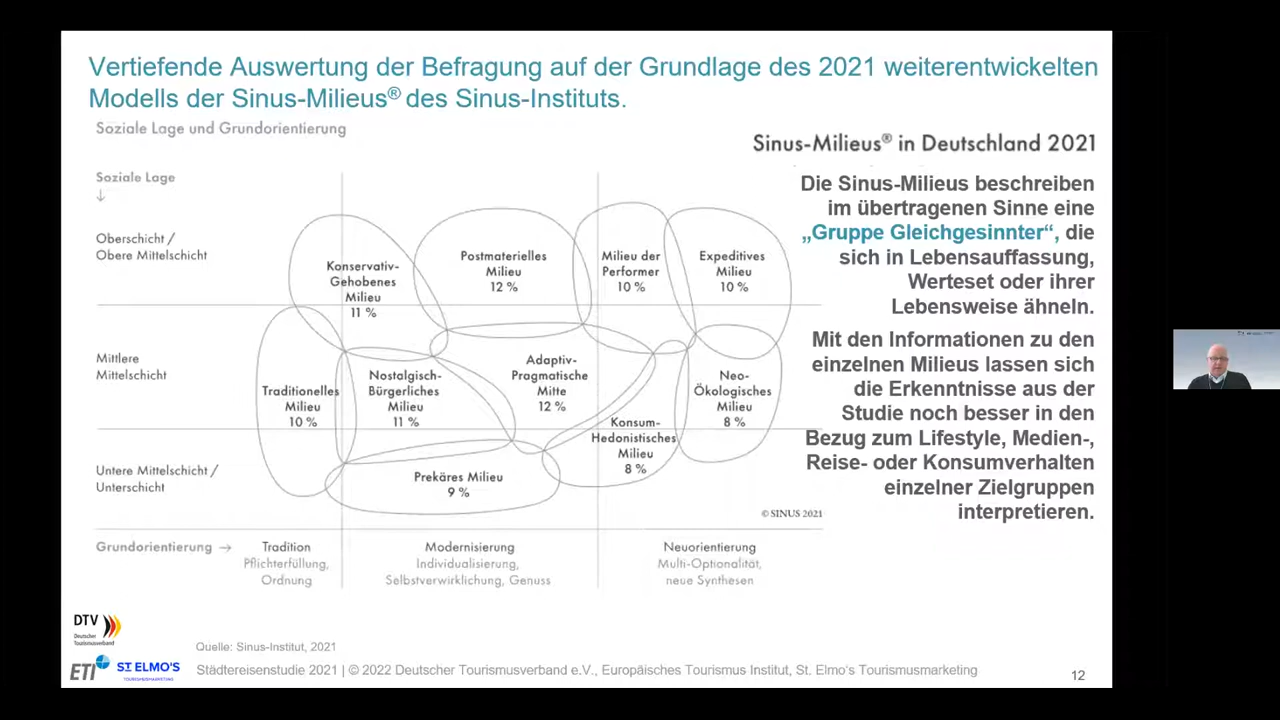 Vertiefende Auswertung der Befragung auf der Grundlage des 2021 weiterentwickelten
Modells der Sinus-Milieus® des Sinus-Instituts.
Soziale Lage und Grundorientierung
Sinus-Milieus® in Deutschland 2021
Soziale Lage
↓
Oberschicht /
Obere Mittelschicht
Mittlere
Mittelschicht
Untere Mittelschicht /
Unterschicht
Konservativ-
Gehobenes
Milieu
11 %
Postmaterielles
Milieu
12 %
Milieu der
Performer
10 %
Expeditives
Milieu
10 %
Traditionelles
Milieu
10 %
Nostalgisch-
Bürgerliches
Milieu
11 %
Adaptiv-
Pragmatische
Mitte
12 %
Konsum-
Hedonistisches
Milieu
8 %
Neo-
Ökologisches
Milieu
8 %
Prekäres Milieu
9 %
© SINUS 2021
Grundorientierung →
Tradition
Pflichterfüllung,
Ordnung
Modernisierung
Individualisierung,
Selbstverwirklichung, Genuss
Neuorientierung
Multi-Optionalität,
neue Synthesen
Die Sinus-Milieus beschreiben
im übertragenen Sinne eine
„Gruppe Gleichgesinnter“, die
sich in Lebensauffassung,
Werteset oder ihrer
Lebensweise ähneln.
Mit den Informationen zu den
einzelnen Milieus lassen sich
die Erkenntnisse aus der
Studie noch besser in den
Bezug zum Lifestyle, Medien-,
Reise- oder Konsumverhalten
einzelner Zielgruppen
interpretieren.
DTV
Deutscher
Tourismusverband
ETI
ST ELMO'S
TOURISMUSMARKETING
Quelle: Sinus-Institut, 2021
Städtereisenstudie 2021 | © 2022 Deutscher Tourismusverband e.V., Europäisches Tourismus Institut, St. Elmo's Tourismusmarketing
12